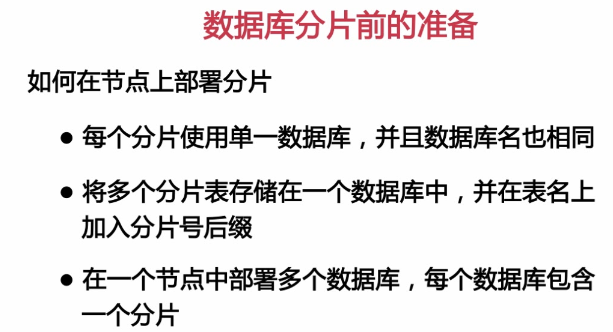 数据库分片前的准备
如何在节点上部署分片
● 每个分片使用单一数据库，并且数据库名也相同
● 将多个分片表存储在一个数据库中，并在表名上
加入分片号后缀
● 在一个节点中部署多个数据库，每个数据库包含
一个分片